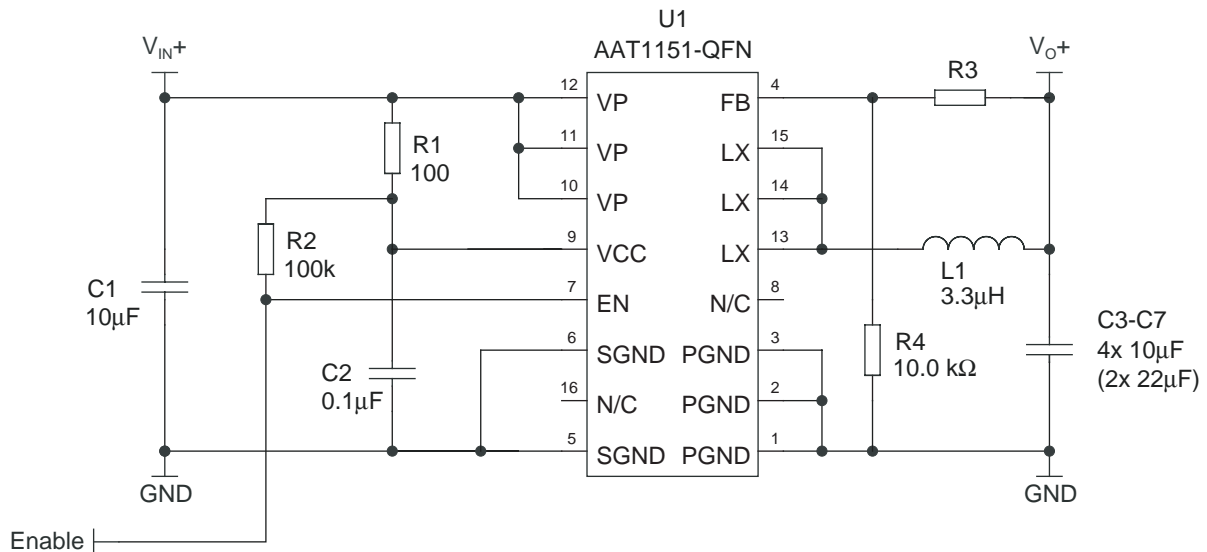 U1
AAT1151-QFN
VIN+
VO+
R3
12
VP
FB
4
11
VP
LX
15
R1
100
10
VP
LX
14
R2
100k
9
VCC
LX
13
L1
3.3μH
C1
10μF
7
EN
N/C
8
6
SGND
PGND
3
C3-C7
4x 10μF
(2x 22μF)
R4
10.0 kΩ
C2
0.1μF
16
N/C
PGND
2
5
SGND
PGND
1
GND
GND
Enable